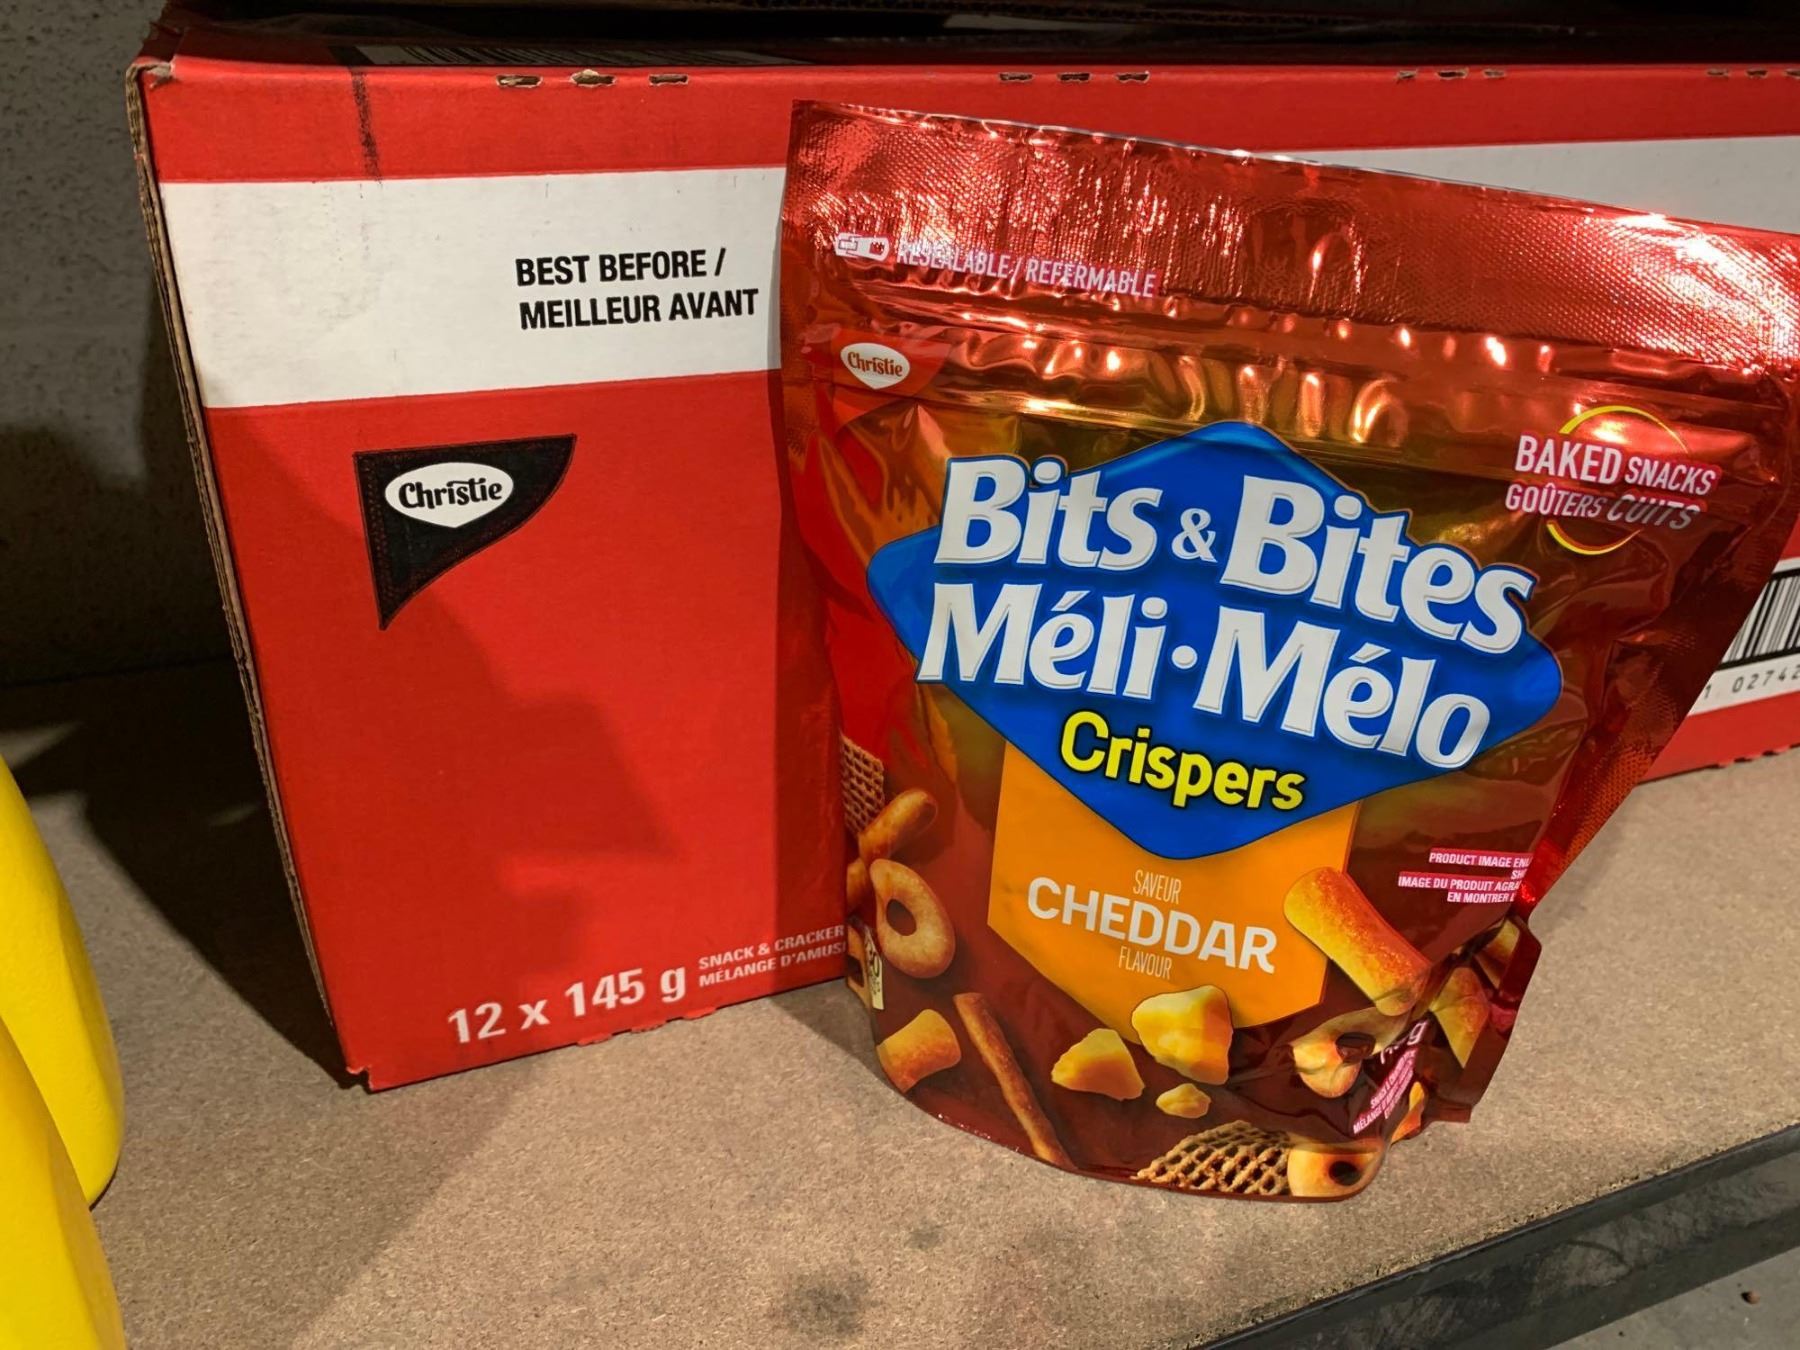 BEST BEFORE /
MEILLEUR AVANT
Christie
12 x 145 g
SNACK & CRACKER
MÉLANGE D'AMUS
RESEALABLE / REFERMABLE
Christie
BAKED SNACKS
GOÛTERS CUITS
Bits & Bites
Méli·Mélo
Crispers
SAVEUR
CHEDDAR
FLAVOUR
PRODUCT IMAGE
IMAGE DU PRODUIT
EN MONTRER
02742